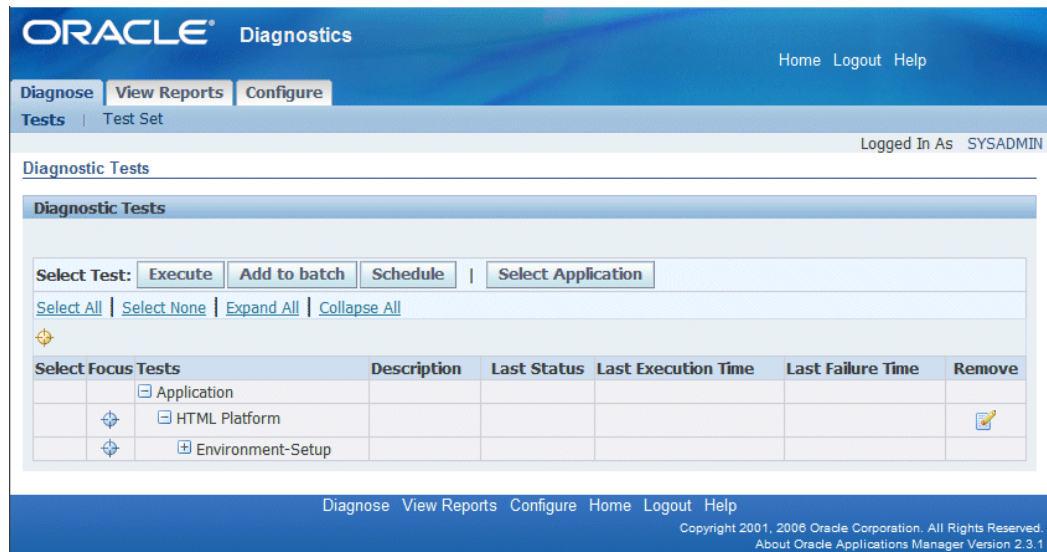 ORACLE® Diagnostics
Home Logout Help
Diagnose View Reports Configure
Tests | Test Set
Logged In As SYSADMIN
Diagnostic Tests
Diagnostic Tests
Select Test: Execute Add to batch Schedule | Select Application
Select All | Select None | Expand All | Collapse All
Select Focus Tests Description Last Status Last Execution Time Last Failure Time Remove
Application
HTML Platform
Environment-Setup
Diagnose View Reports Configure Home Logout Help
Copyright 2001, 2006 Oracle Corporation. All Rights Reserved.
About Oracle Applications Manager Version 2.3.1